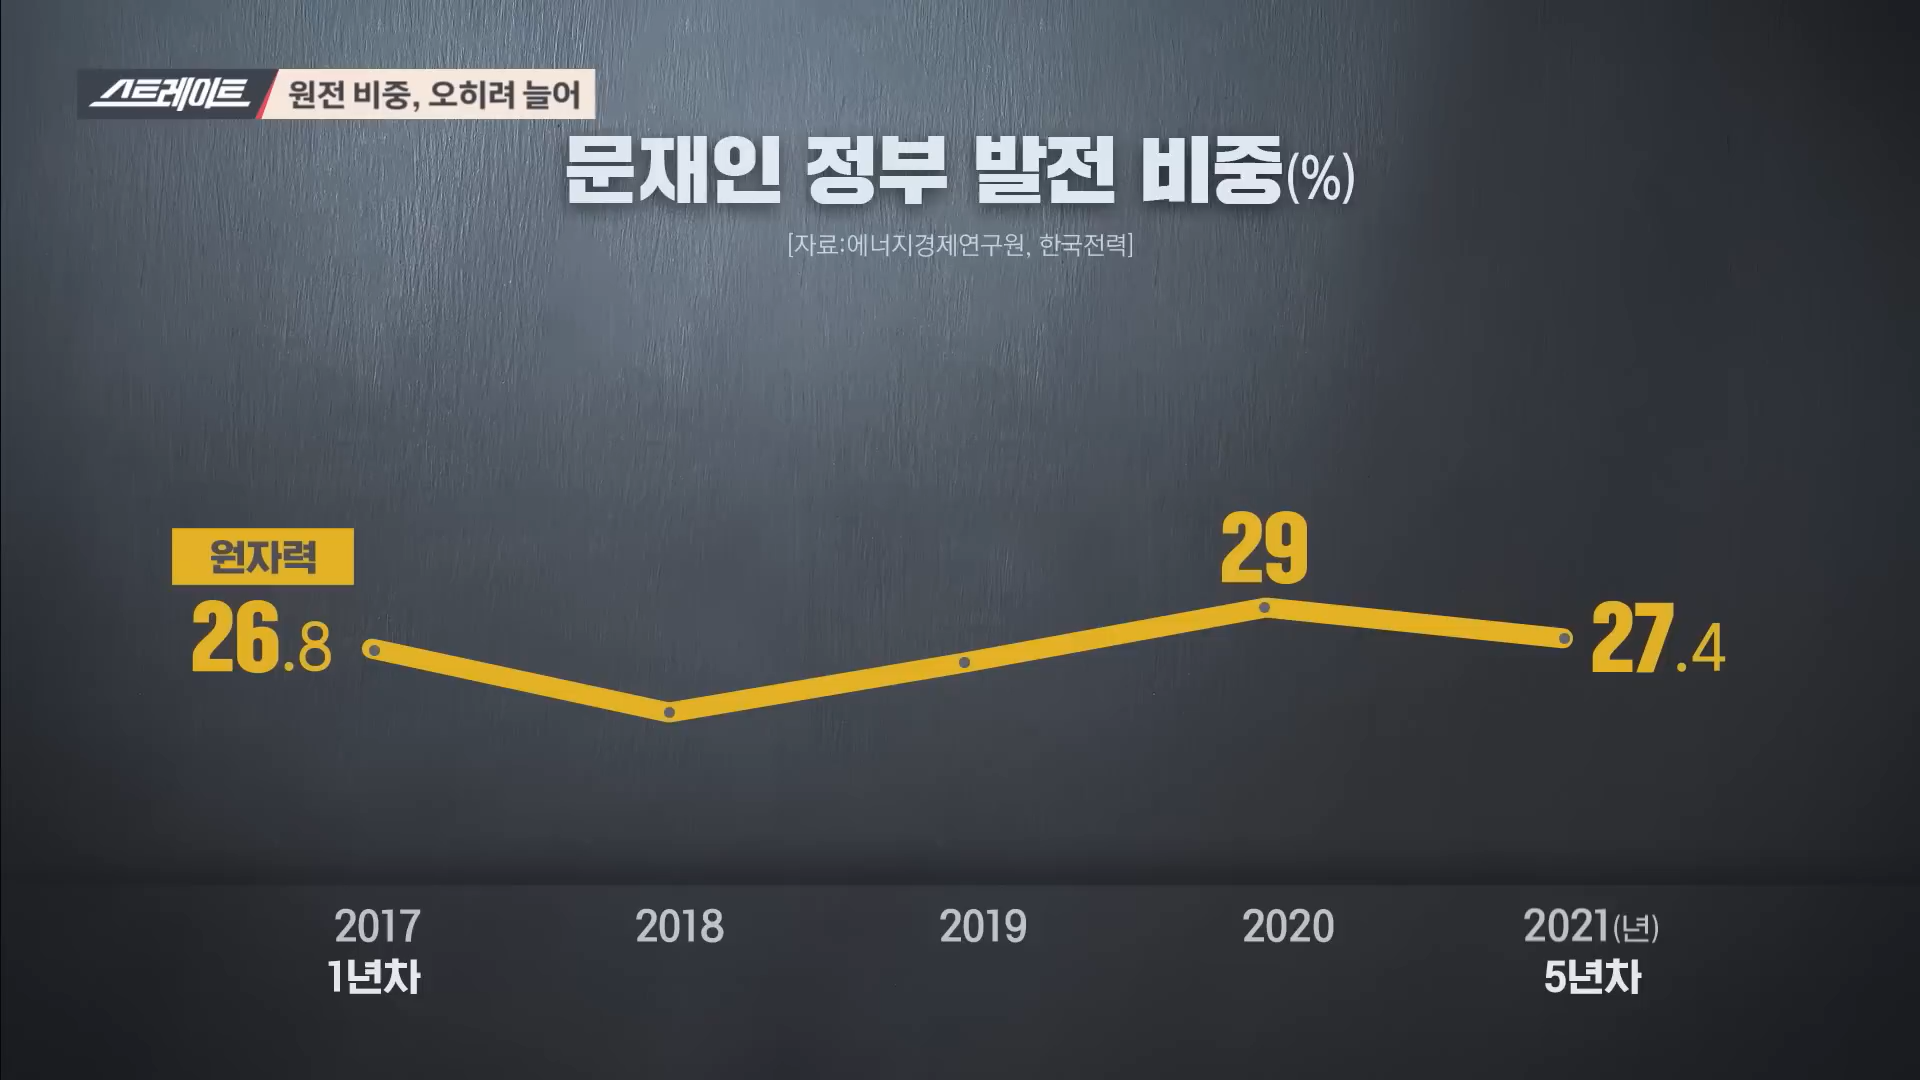 스트레이트 원전 비중, 오히려 늘어
문재인 정부 발전 비중(%)
[자료:에너지경제연구원, 한국전력]
원자력
26.8
29
27.4
2017 2018 2019 2020 2021(년)
1년차 5년차